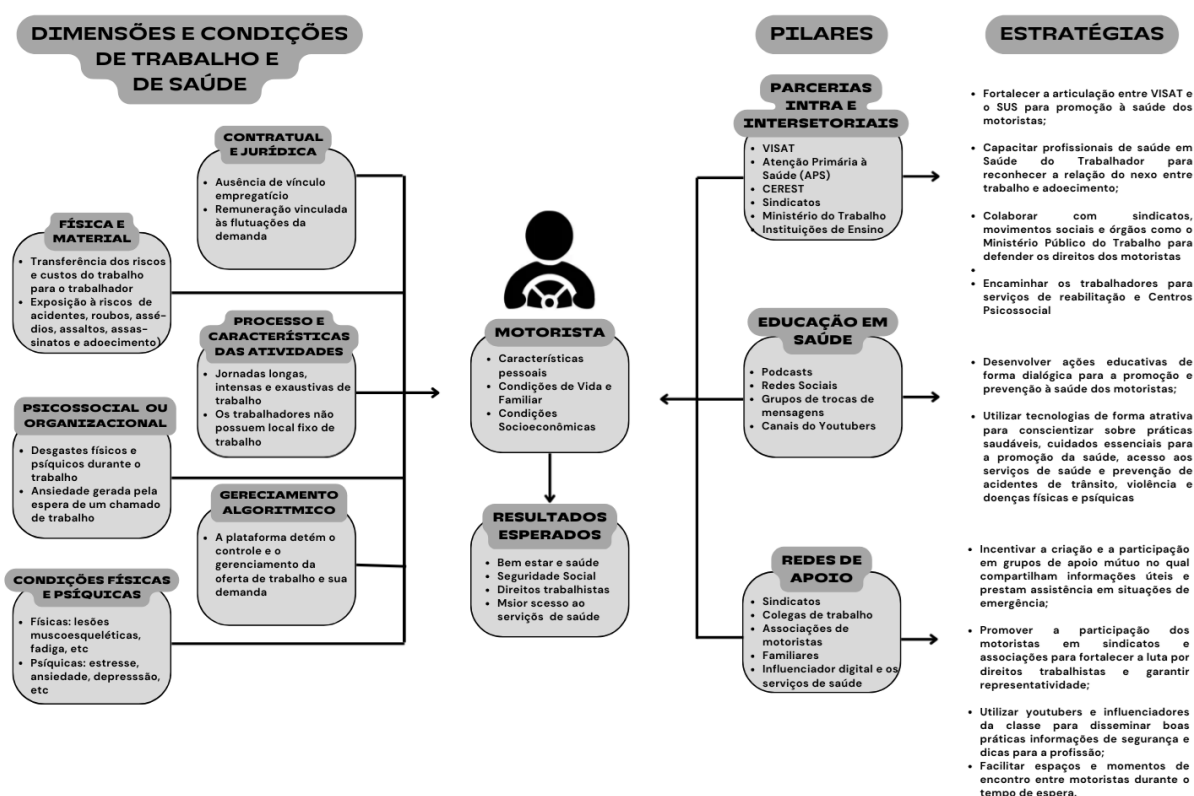 DIMENSÕES E CONDIÇÕES
DE TRABALHO E
DE SAÚDE
CONTRATUAL
E JURÍDICA
• Ausência de vínculo
empregatício
• Remuneração vinculada
às flutuações da
demanda
FÍSICA E
MATERIAL
• Transferência dos riscos
e custos do trabalho
para o trabalhador
• Exposição à riscos de
acidentes, roubos, assé-
dios, assaltos, assas-
sinatos e adoecimento)
PROCESSO E
CARACTERÍSTICAS
DAS ATIVIDADES
• Jornadas longas,
intensas e exaustivas de
trabalho
• Os trabalhadores não
possuem local fixo de
trabalho
PSICOSSOCIAL OU
ORGANIZACIONAL
• Desgastes físicos e
psíquicos durante o
trabalho
• Ansiedade gerada pela
espera de um chamado
de trabalho
GERECIAMENTO
ALGORITMICO
• A plataforma detém o
controle e o
gerenciamento da
oferta de trabalho e sua
demanda
CONDIÇÕES FÍSICAS
E PSÍQUICAS
• Físicas: lesões
muscoesqueléticas,
fadiga, etc
• Psíquicas: estresse,
ansiedade, depresssão,
etc
MOTORISTA
• Características
pessoais
• Condições de Vida e
Familiar
• Condições
Socioeconômicas
RESULTADOS
ESPERADOS
• Bem estar e saúde
• Seguridade Social
• Direitos trabalhistas
• Msior scesso ao
serviços de saúde
PILARES
PARCERIAS
INTRA E
INTERSETORIAIS
• VISAT
• Atenção Primária à
Saúde (APS)
• CEREST
• Sindicatos
• Ministério do Trabalho
• Instituições de Ensino
EDUCAÇÃO EM
SAÚDE
• Podcasts
• Redes Sociais
• Grupos de trocas de
mensagens
• Canais do Youtubers
REDES DE
APOIO
• Sindicatos
• Colegas de trabalho
• Associações de
motoristas
• Familiares
• Influenciador digital e os
serviços de saúde
ESTRATÉGIAS
• Fortalecer a articulação entre VISAT e
o SUS para promoção à saúde dos
motoristas;
• Capacitar profissionais de saúde em
Saúde do Trabalhador para
reconhecer a relação do nexo entre
trabalho e adoecimento;
• Colaborar com sindicatos,
movimentos sociais e órgãos como o
Ministério Público do Trabalho para
defender os direitos dos motoristas
•
• Encaminhar os trabalhadores para
serviços de reabilitação e Centros
Psicossocial
• Desenvolver ações educativas de
forma dialógica para a promoção e
prevenção à saúde dos motoristas;
• Utilizar tecnologias de forma atrativa
para conscientizar sobre práticas
saudáveis, cuidados essenciais para
a promoção da saúde, acesso aos
serviços de saúde e prevenção de
acidentes de trânsito, violência e
doenças físicas e psíquicas
• Incentivar a criação e a participação
em grupos de apoio mútuo no qual
compartilham informações úteis e
prestam assistência em situações de
emergência;
• Promover a participação dos
motoristas em sindicatos e
associações para fortalecer a luta por
direitos trabalhistas e garantir
representatividade;
• Utilizar youtubers e influenciadores
da classe para disseminar boas
práticas informações de segurança e
dicas para a profissão;
• Facilitar espaços e momentos de
encontro entre motoristas durante o
tempo de espera.